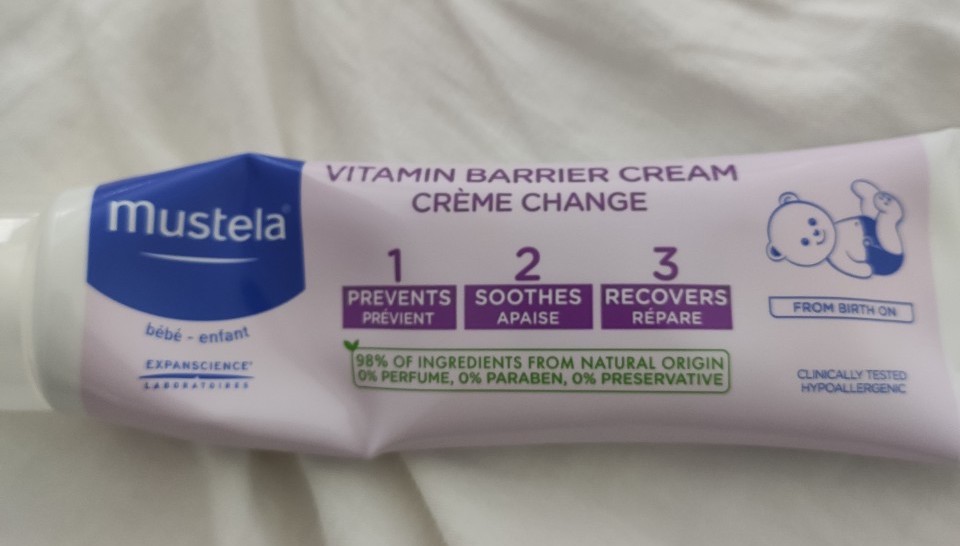 mustela®
bébé - enfant
EXPANSCIENCE®
LABORATOIRES
VITAMIN BARRIER CREAM
CRÈME CHANGE
1
PREVENTS
PRÉVIENT
2
SOOTHES
APAISE
3
RECOVERS
RÉPARE
98% OF INGREDIENTS FROM NATURAL ORIGIN
0% PERFUME, 0% PARABEN, 0% PRESERVATIVE
FROM BIRTH ON
CLINICALLY TESTED
HYPOALLERGENIC